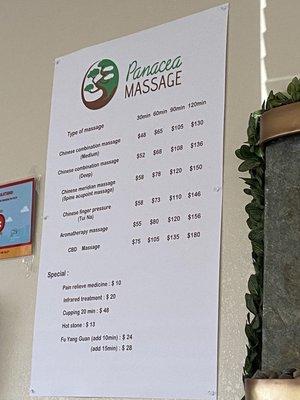 Panacea
MASSAGE
Type of massage 30min 60min 90min 120min
Chinese combination massage $48 $65 $105 $130
(Medium)
Chinese combination massage $52 $68 $108 $136
(Deep)
Chinese meridian massage $58 $78 $120 $150
(Spine acupoint massage)
Chinese finger pressure $58 $73 $110 $146
(Tui Na)
Aromatherapy massage $55 $80 $120 $156
CBD Massage $75 $105 $135 $180
Special :
Pain relieve medicine : $ 10
Infrared treatment : $ 20
Cupping 20 min : $ 48
Hot stone : $ 13
Fu Yang Guan (add 10min) : $ 24
(add 15min) : $ 28